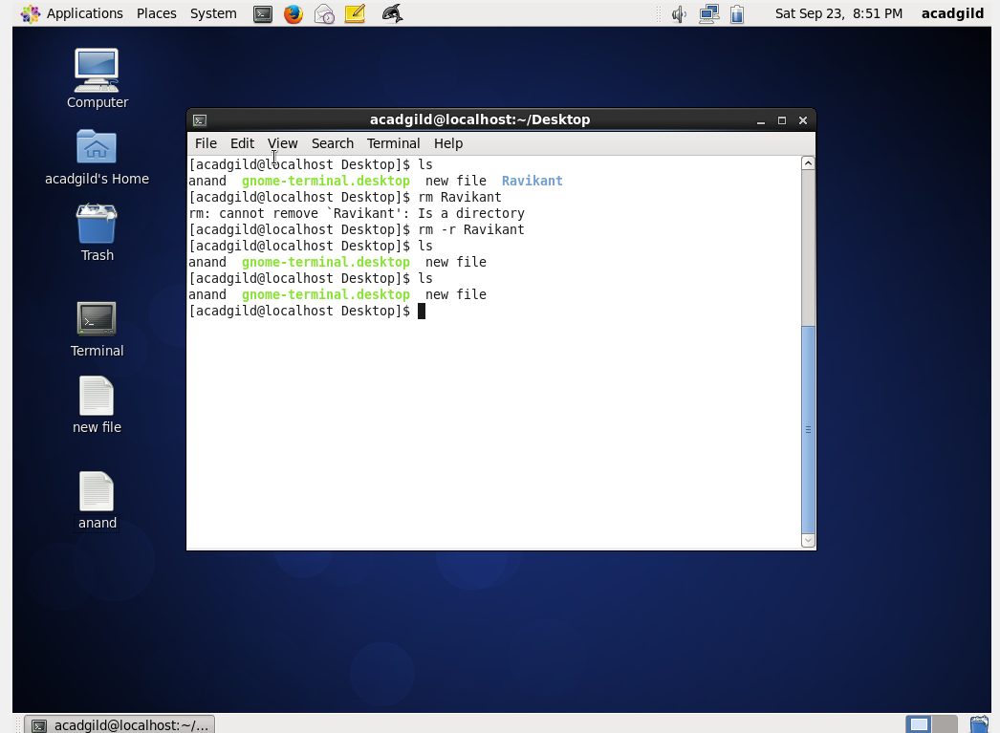 Applications Places System Sat Sep 23, 8:51 PM acadgild
Computer
acadgild's Home
Trash
Terminal
new file
anand
acadgild@localhost:~/Desktop
File Edit View Search Terminal Help
[acadgild@localhost Desktop]$ ls
anand  gnome-terminal.desktop  new file  Ravikant
[acadgild@localhost Desktop]$ rm Ravikant
rm: cannot remove `Ravikant': Is a directory
[acadgild@localhost Desktop]$ rm -r Ravikant
[acadgild@localhost Desktop]$ ls
anand  gnome-terminal.desktop  new file
[acadgild@localhost Desktop]$ ls
anand  gnome-terminal.desktop  new file
[acadgild@localhost Desktop]$
acadgild@localhost:~/...